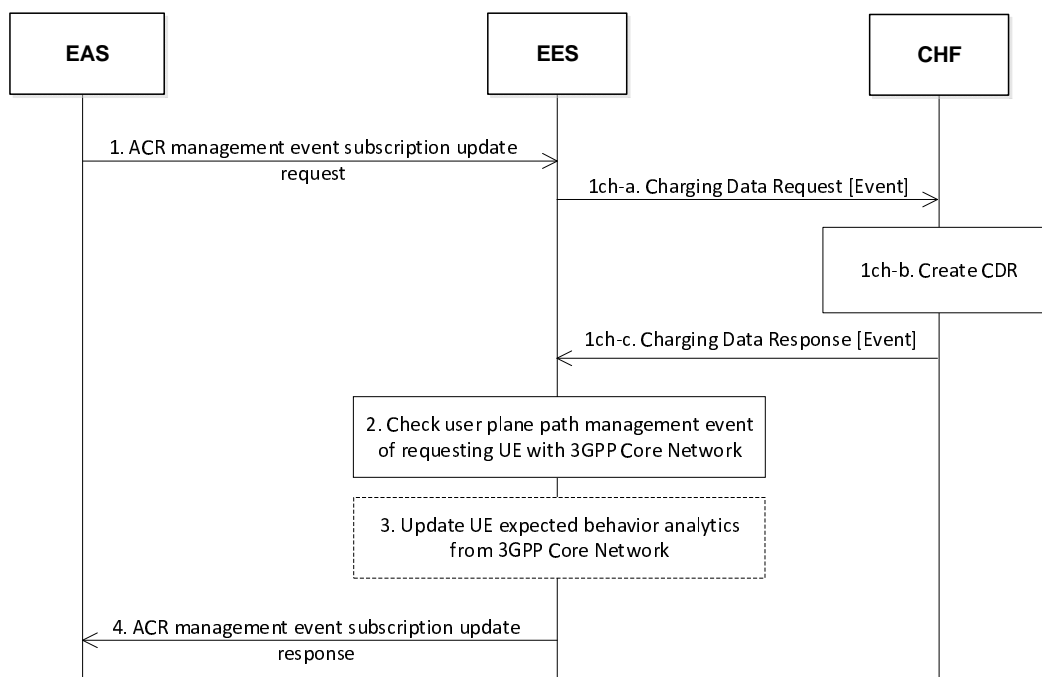 EAS
EES
CHF
1. ACR management event subscription update
request
1ch-a. Charging Data Request [Event]
1ch-b. Create CDR
1ch-c. Charging Data Response [Event]
2. Check user plane path management event
of requesting UE with 3GPP Core Network
3. Update UE expected behavior analytics
from 3GPP Core Network
4. ACR management event subscription update
response